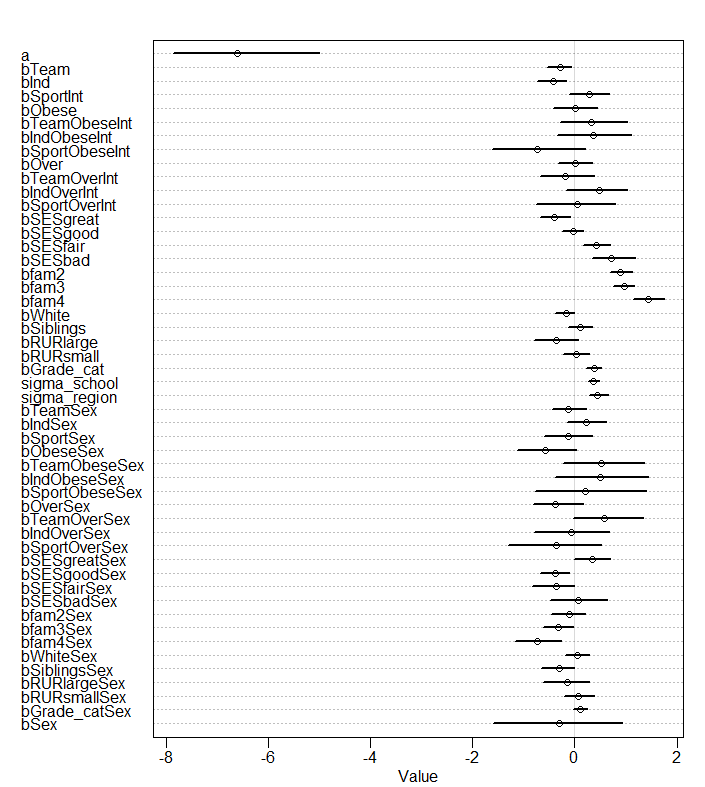 a
bTeam
bInd
bSportInt
bObese
bTeamObeseInt
bIndObeseInt
bSportObeseInt
bOver
bTeamOverInt
bIndOverInt
bSportOverInt
bSESgreat
bSESgood
bSESfair
bSESbad
bfam2
bfam3
bfam4
bWhite
bSiblings
bRURlarge
bRURsmall
bGrade_cat
sigma_school
sigma_region
bTeamSex
bIndSex
bSportSex
bObeseSex
bTeamObeseSex
bIndObeseSex
bSportObeseSex
bOverSex
bTeamOverSex
bIndOverSex
bSportOverSex
bSESgreatSex
bSESgoodSex
bSESfairSex
bSESbadSex
bfam2Sex
bfam3Sex
bfam4Sex
bWhiteSex
bSiblingsSex
bRURlargeSex
bRURsmallSex
bGrade_catSex
bSex
-8 -6 -4 -2 0 2
Value